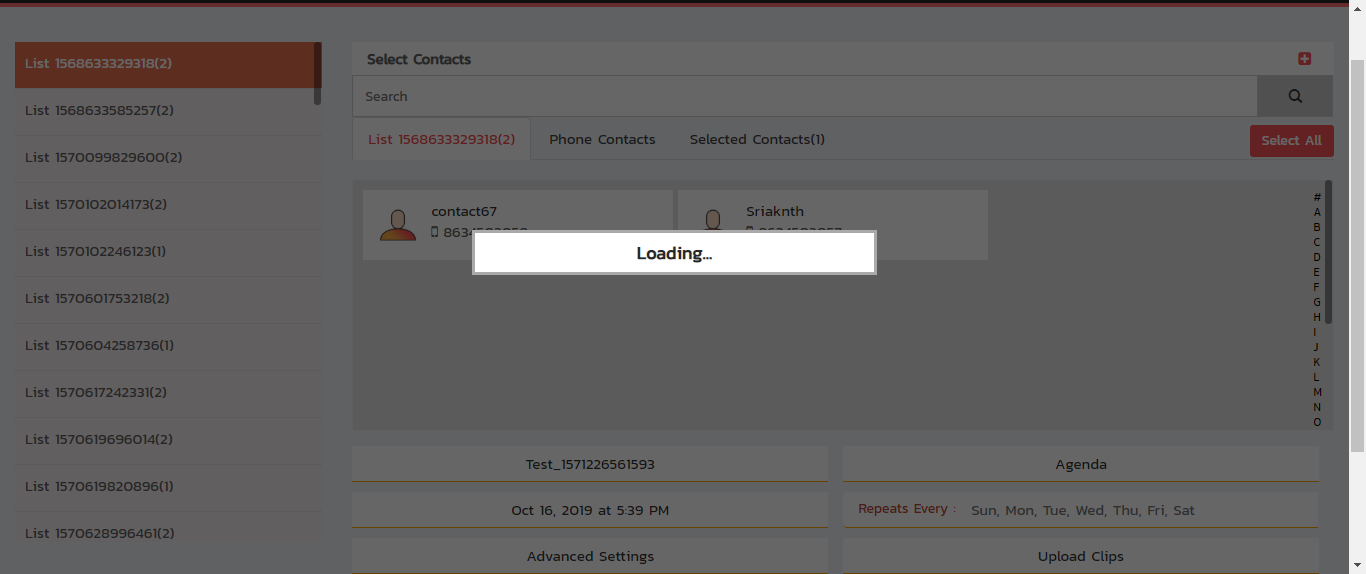 List 1568633329318(2)
List 1568633585257(2)
List 1570099829600(2)
List 1570102014173(2)
List 1570102246123(1)
List 1570601753218(2)
List 1570604258736(1)
List 1570617242331(2)
List 1570619696014(2)
List 1570619820896(1)
List 1570628996461(2)
Select Contacts
Search
List 1568633329318(2)
Phone Contacts
Selected Contacts(1)
Select All
contact67
Sriaknth
Loading...
#
A
B
C
D
E
F
G
H
I
J
K
L
M
N
O
Test_1571226561593
Agenda
Oct 16, 2019 at 5:39 PM
Repeats Every : Sun, Mon, Tue, Wed, Thu, Fri, Sat
Advanced Settings
Upload Clips